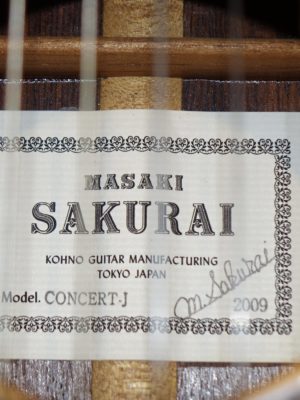 MASAKI
SAKURAI
KOHNO GUITAR MANUFACTURING
TOKYO JAPAN
Model. CONCERT-J
M. Sakurai
2009